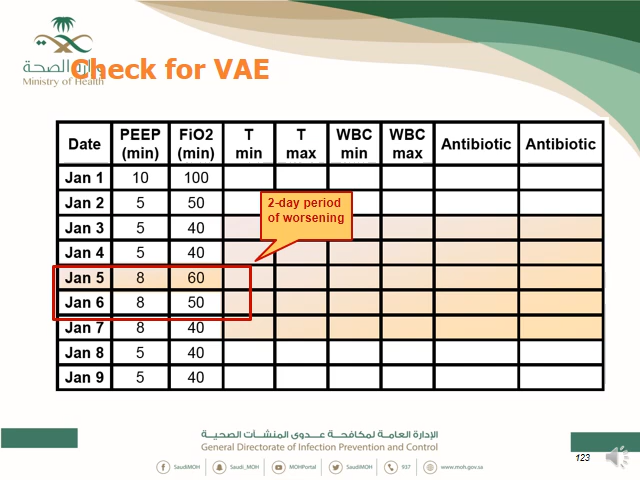 وزارة الصحة
Ministry of Health
Check for VAE
Date PEEP (min) FiO2 (min) T min T max WBC min WBC max Antibiotic Antibiotic
Jan 1 10 100
Jan 2 5 50
2-day period
of worsening
Jan 3 5 40
Jan 4 5 40
Jan 5 8 60
Jan 6 8 50
Jan 7 8 40
Jan 8 5 40
Jan 9 5 40
الإدارة العامة لمكافحة عدوى المنشآت الصحية
General Directorate of Infection Prevention and Control
SaudiMOH Saudi_MOH MOHPortal SaudiMOH 937 www.moh.gov.sa
123